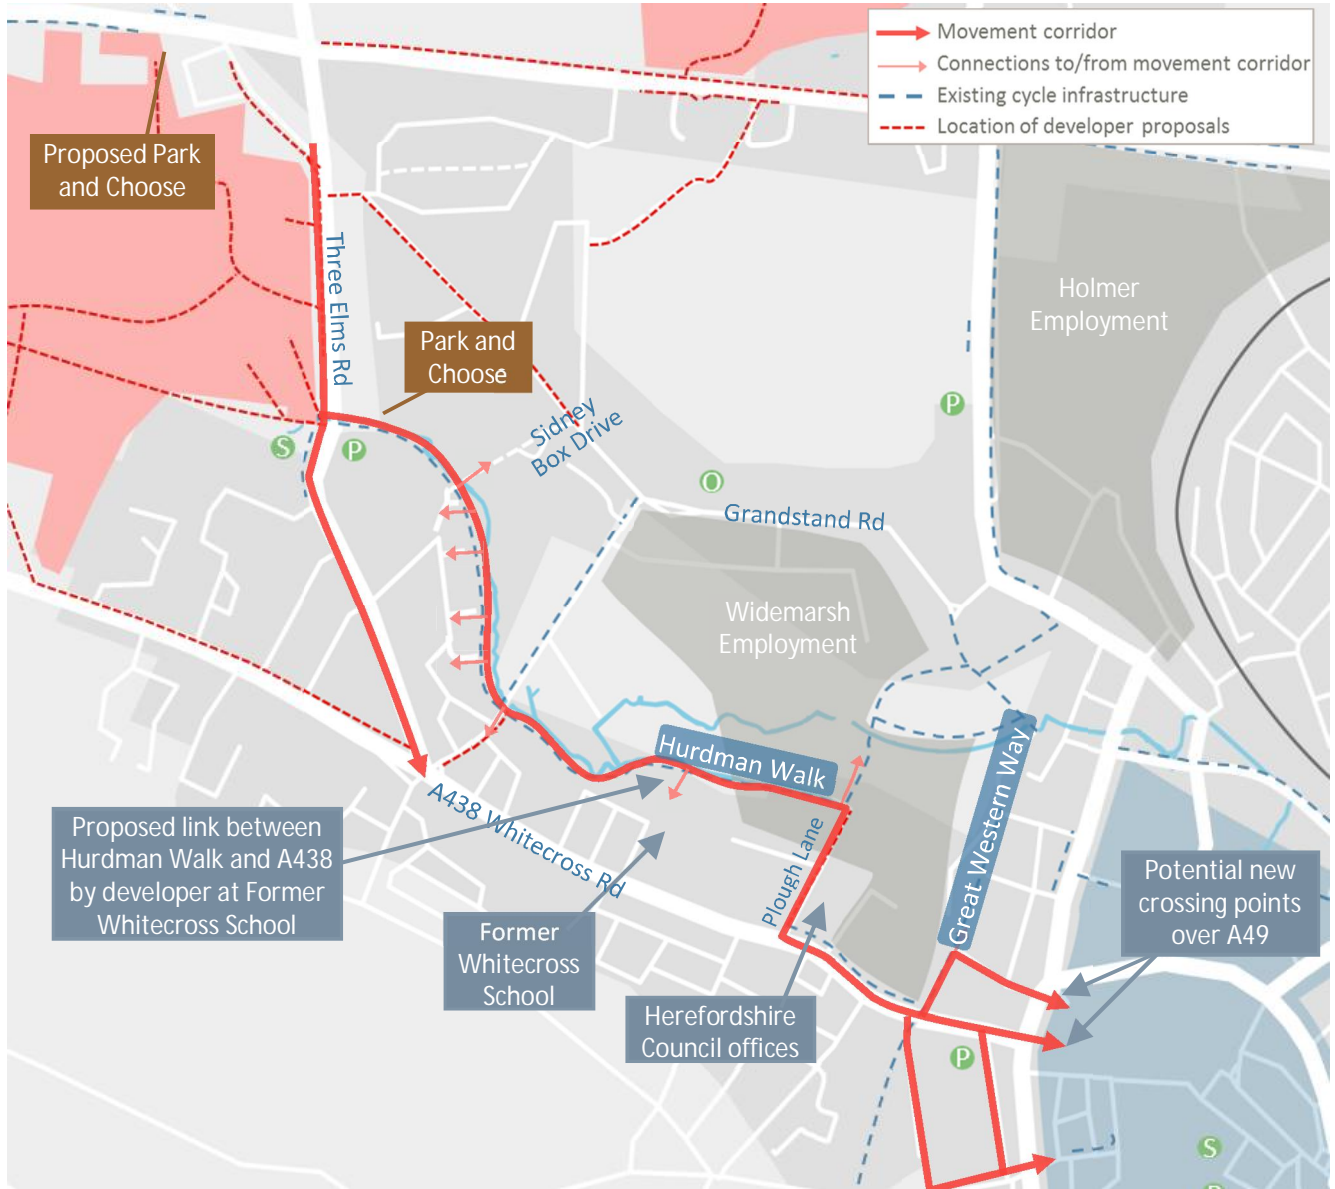 Movement corridor
Connections to/from movement corridor
Existing cycle infrastructure
Location of developer proposals
Proposed Park
and Choose
Three Elms Rd
Holmer
Employment
Park and
Choose
Sidney
Box Drive
S
P
P
O
Grandstand Rd
Widemarsh
Employment
Hurdman Walk
Great Western Way
A438 Whitecross Rd
Plough Lane
Proposed link between
Hurdman Walk and A438
by developer at Former
Whitecross School
Former
Whitecross
School
Herefordshire
Council offices
Potential new
crossing points
over A49
P
S